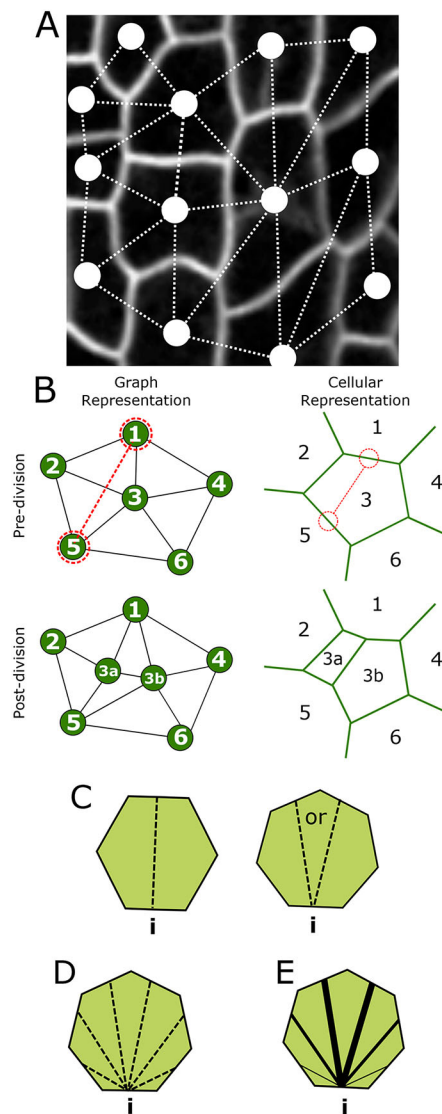 A
B
Graph
Representation
Cellular
Representation
Pre-division
1
2
3
4
5
6
1
2
3
4
5
6
Post-division
1
2
3a
3b
4
5
6
1
2
3a
3b
4
5
6
C
or
i
i
D
E
i
i